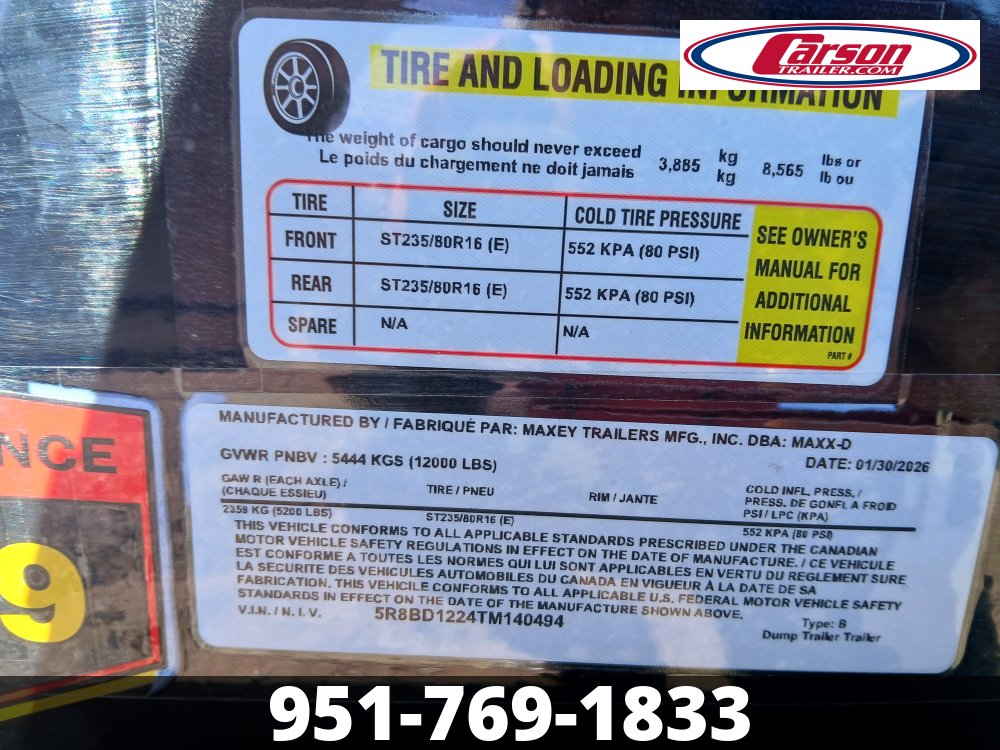 Carson
TRAILER.COM
TIRE AND LOADING INFORMATION
The weight of cargo should never exceed 3,885 kg 8,565 lbs or
Le poids du chargement ne doit jamais kg lb ou
TIRE SIZE COLD TIRE PRESSURE
FRONT ST235/80R16 (E) 552 KPA (80 PSI)
REAR ST235/80R16 (E) 552 KPA (80 PSI)
SPARE N/A N/A
SEE OWNER'S
MANUAL FOR
ADDITIONAL
INFORMATION
PART #
NCE
9
MANUFACTURED BY / FABRIQUÉ PAR: MAXEY TRAILERS MFG., INC. DBA: MAXX-D
GVWR PNBV : 5444 KGS (12000 LBS) DATE: 01/30/2026
GAWR (EACH AXLE) /
(CHAQUE ESSIEU) TIRE / PNEU RIM / JANTE COLD INFL. PRESS. /
PRESS. DE GONFL A FROID
PSI / LPC (KPA)
2359 KG (5200 LBS) ST235/80R16 (E) 552 KPA (80 PSI)
THIS VEHICLE CONFORMS TO ALL APPLICABLE STANDARDS PRESCRIBED UNDER THE CANADIAN
MOTOR VEHICLE SAFETY REGULATIONS IN EFFECT ON THE DATE OF MANUFACTURE. / CE VEHICULE
EST CONFORME A TOUTES LES NORMES QUI LUI SONT APPLICABLES EN VERTU DU REGLEMENT SURE
LA SECURITE DES VEHICULES AUTOMOBILES DU CANADA EN VIGUEUR À LA DATE DE SA
FABRICATION. THIS VEHICILE CONFORMS TO ALL APPLICABLE U.S. FEDERAL MOTOR VEHICLE SAFETY
STANDARDS IN EFFECT ON THE DATE OF THE MANUFACTURE SHOWN ABOVE.
V.I.N. / N. I. V. 5R8BD1224TM140494 Type: B
Dump Trailer Trailer
951-769-1833